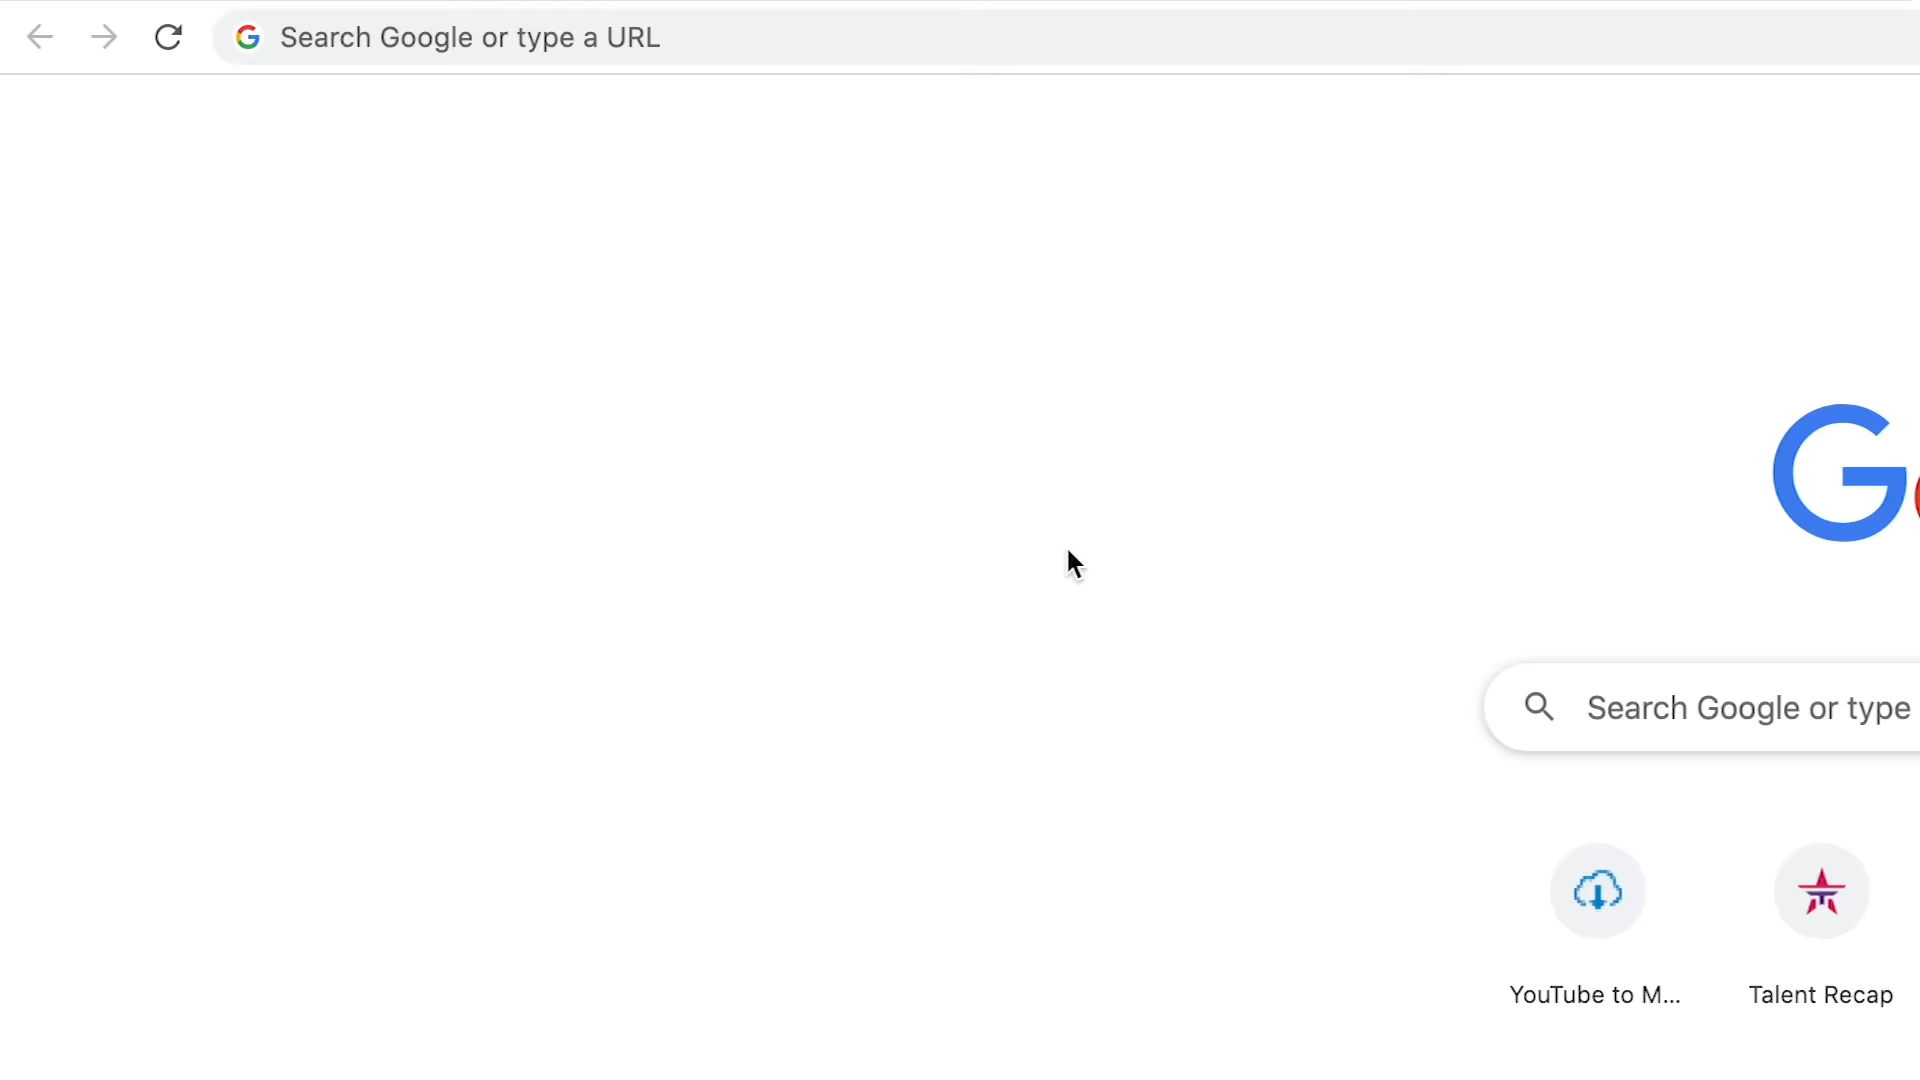 Search Google or type a URL
G
Search Google or type
YouTube to M...
Talent Recap